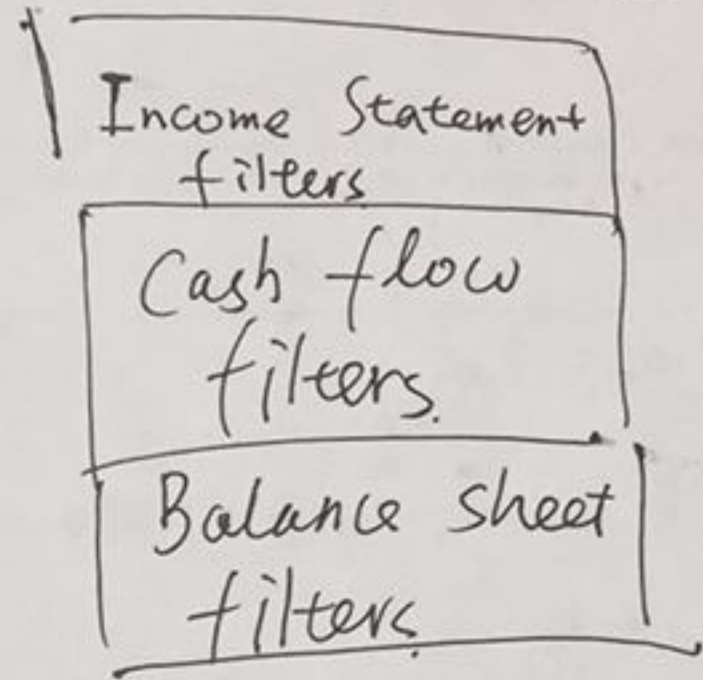 Income Statement
filters
Cash flow
filters.
Balance sheet
filters.